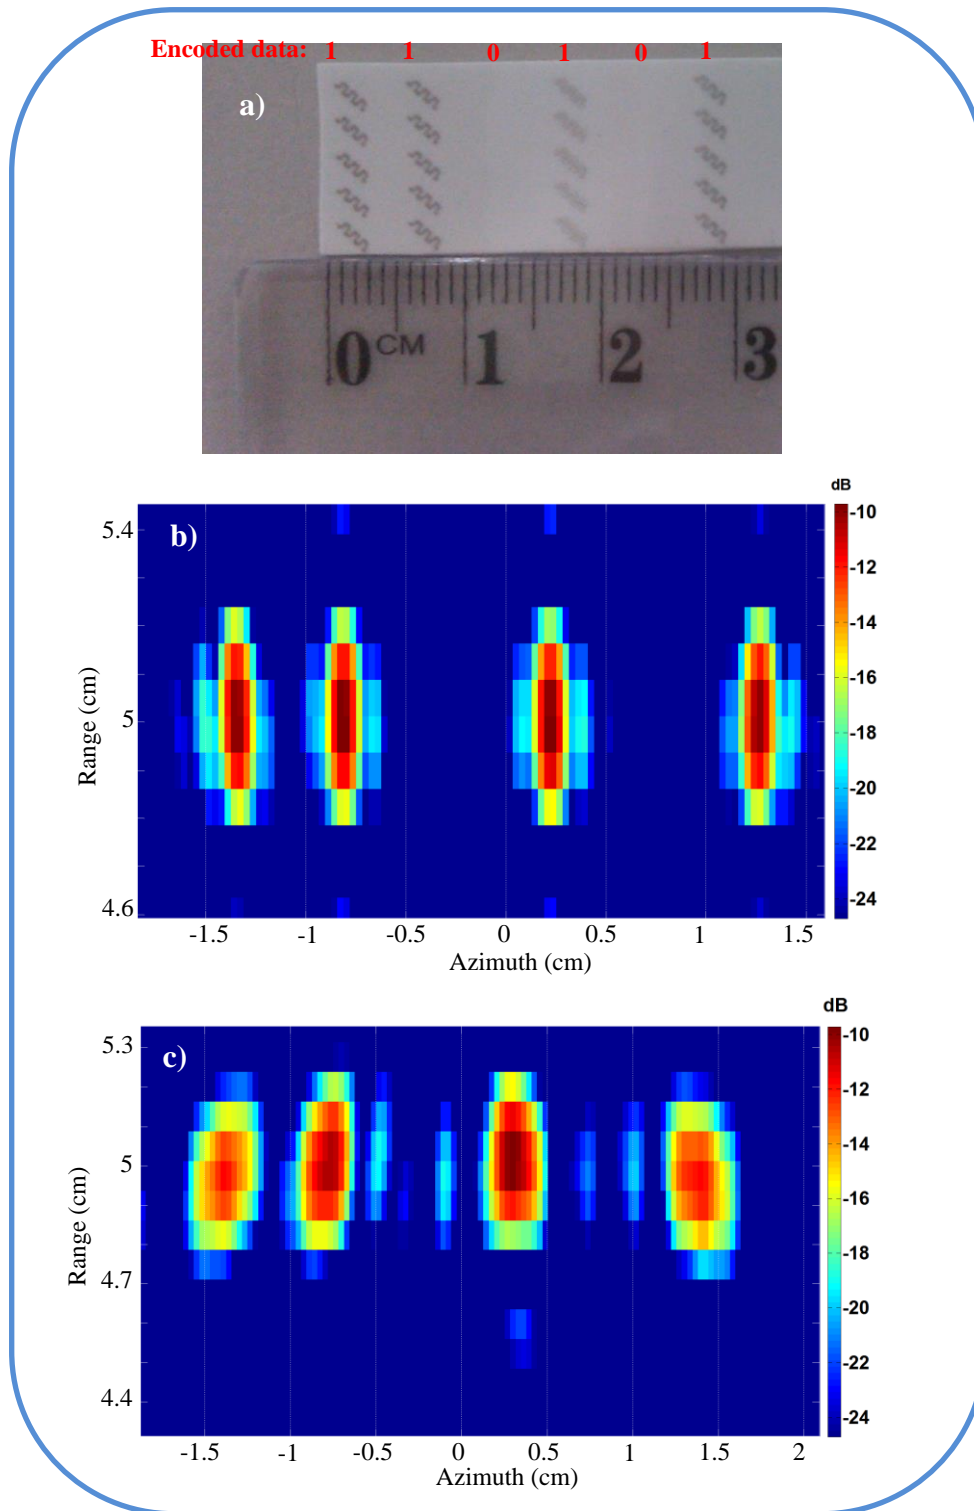 Encoded data: 1 1 0 1 0 1
a)
0 CM 1 2 3
dB
b)
5.4
5
4.6
Range (cm)
-1.5 -1 -0.5 0 0.5 1 1.5
Azimuth (cm)
-10
-12
-14
-16
-18
-20
-22
-24
dB
c)
5.3
5
4.7
4.4
Range (cm)
-1.5 -1 -0.5 0 0.5 1 1.5 2
Azimuth (cm)
-10
-12
-14
-16
-18
-20
-22
-24